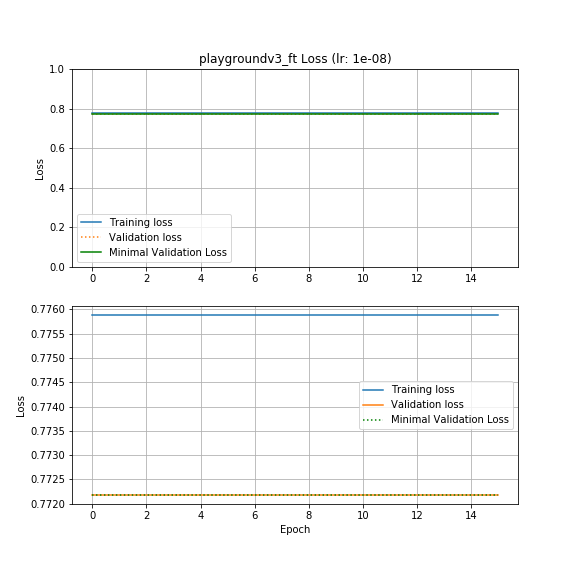 playgroundv3_ft Loss (lr: 1e-08)
1.0
0.8
0.6
0.4
0.2
0.0
Loss
Training loss
Validation loss
Minimal Validation Loss
0 2 4 6 8 10 12 14
0.7760
0.7755
0.7750
0.7745
0.7740
0.7735
0.7730
0.7725
0.7720
Loss
Training loss
Validation loss
Minimal Validation Loss
0 2 4 6 8 10 12 14
Epoch